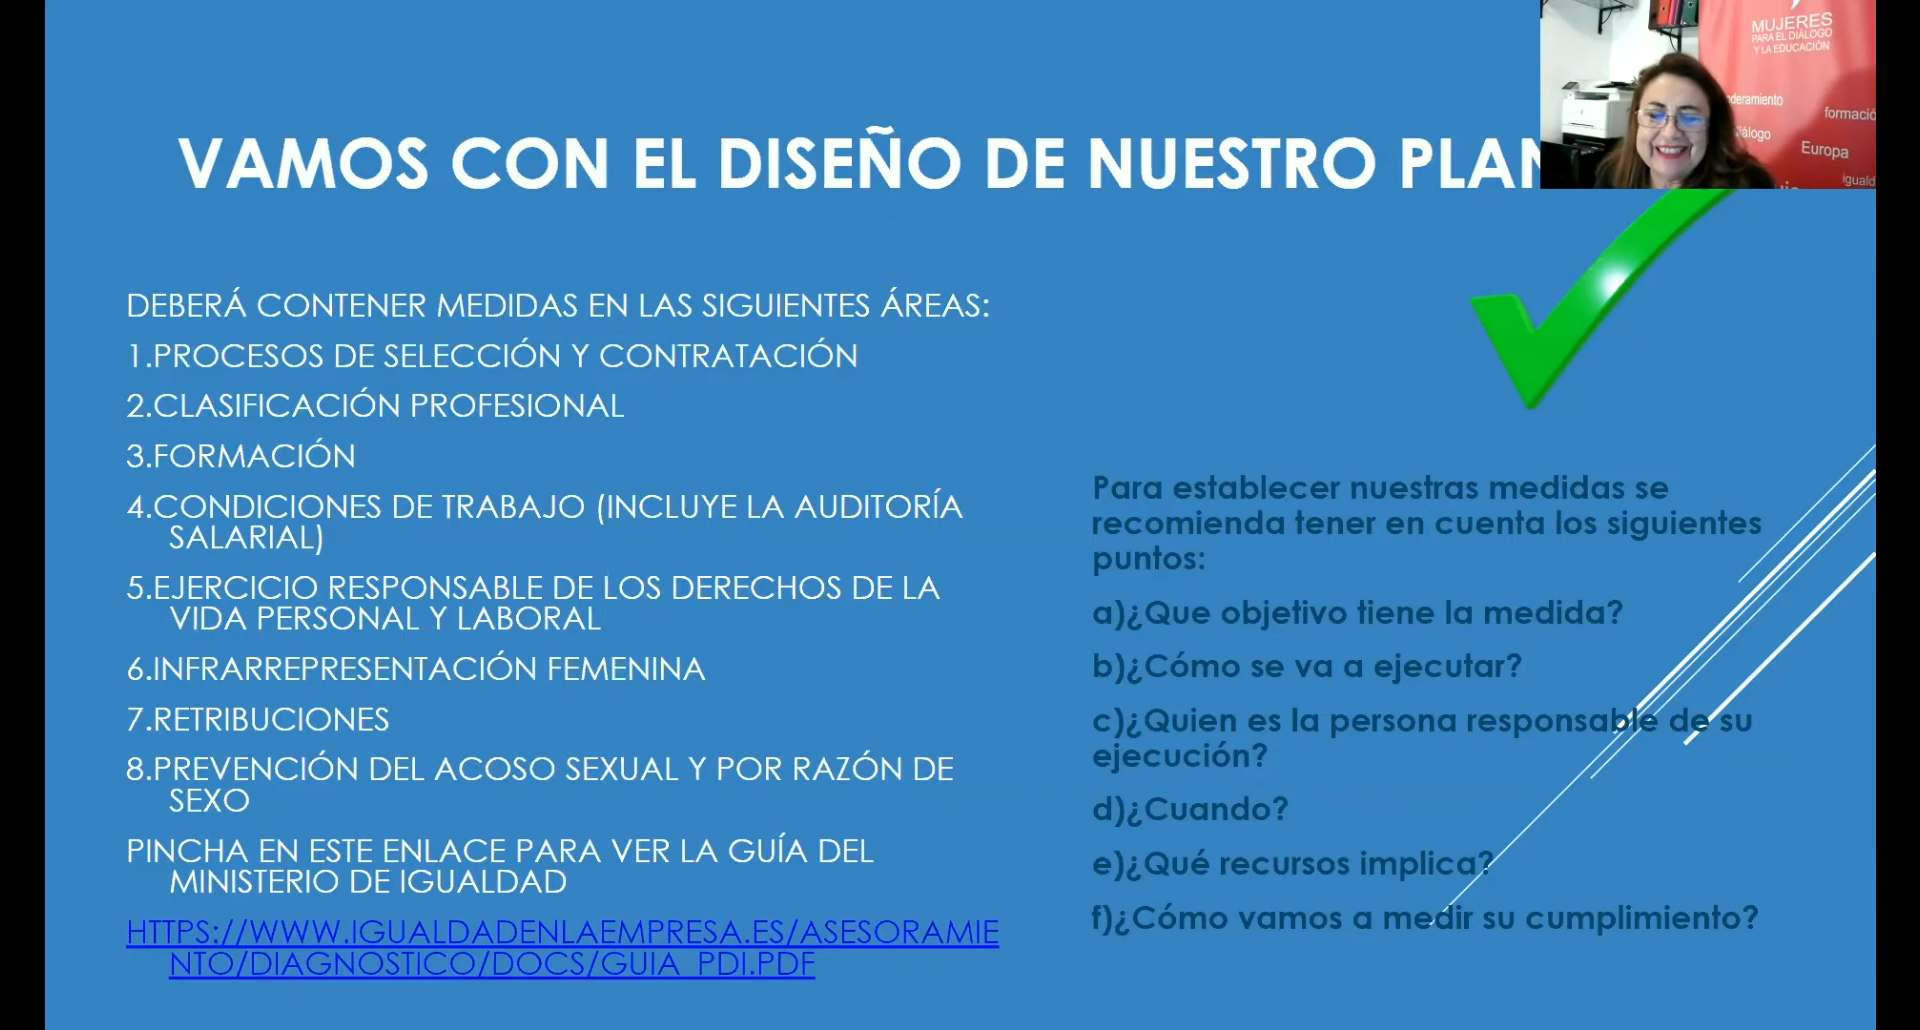 MUJERES
PARA EL DIÁLOGO
Y LA EDUCACIÓN
formació
Europa
iguald
VAMOS CON EL DISEÑO DE NUESTRO PLAN
DEBERÁ CONTENER MEDIDAS EN LAS SIGUIENTES ÁREAS:
1.PROCESOS DE SELECCIÓN Y CONTRATACIÓN
2.CLASIFICACIÓN PROFESIONAL
3.FORMACIÓN
4.CONDICIONES DE TRABAJO (INCLUYE LA AUDITORÍA
SALARIAL)
5.EJERCICIO RESPONSABLE DE LOS DERECHOS DE LA
VIDA PERSONAL Y LABORAL
6.INFRARREPRESENTACIÓN FEMENINA
7.RETRIBUCIONES
8.PREVENCIÓN DEL ACOSO SEXUAL Y POR RAZÓN DE
SEXO
PINCHA EN ESTE ENLACE PARA VER LA GUÍA DEL
MINISTERIO DE IGUALDAD
HTTPS://WWW.IGUALDADENLAEMPRESA.ES/ASESORAMIE
NTO/DIAGNOSTICO/DOCS/GUIA_PDI.PDF
Para establecer nuestras medidas se
recomienda tener en cuenta los siguientes
puntos:
a)¿Que objetivo tiene la medida?
b)¿Cómo se va a ejecutar?
c)¿Quien es la persona responsable de su
ejecución?
d)¿Cuando?
e)¿Qué recursos implica?
f)¿Cómo vamos a medir su cumplimiento?